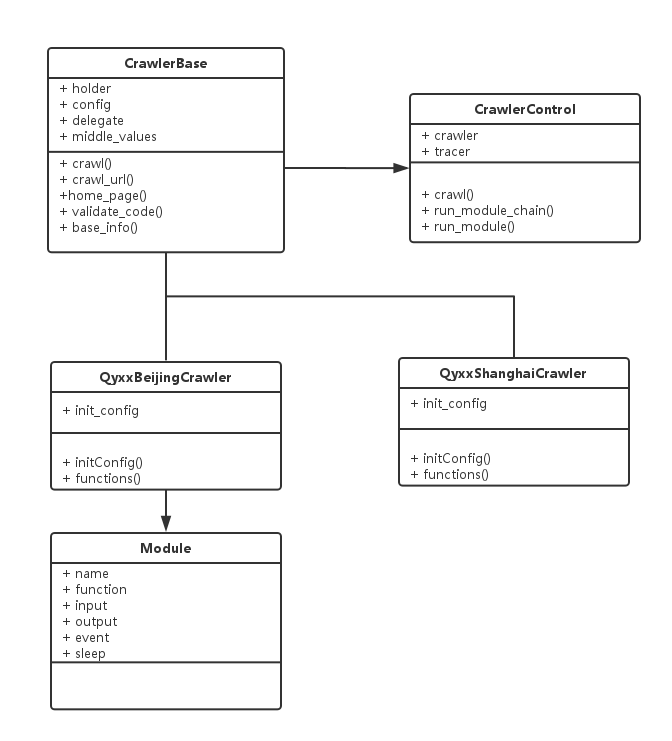 CrawlerBase
+ holder
+ config
+ delegate
+ middle_values
+ crawl()
+ crawl_url()
+home_page()
+ validate_code()
+ base_info()
CrawlerControl
+ crawler
+ tracer
+ crawl()
+ run_module_chain()
+ run_module()
QyxxBeijingCrawler
+ init_config
+ initConfig()
+ functions()
QyxxShanghaiCrawler
+ init_config
+ initConfig()
+ functions()
Module
+ name
+ function
+ input
+ output
+ event
+ sleep